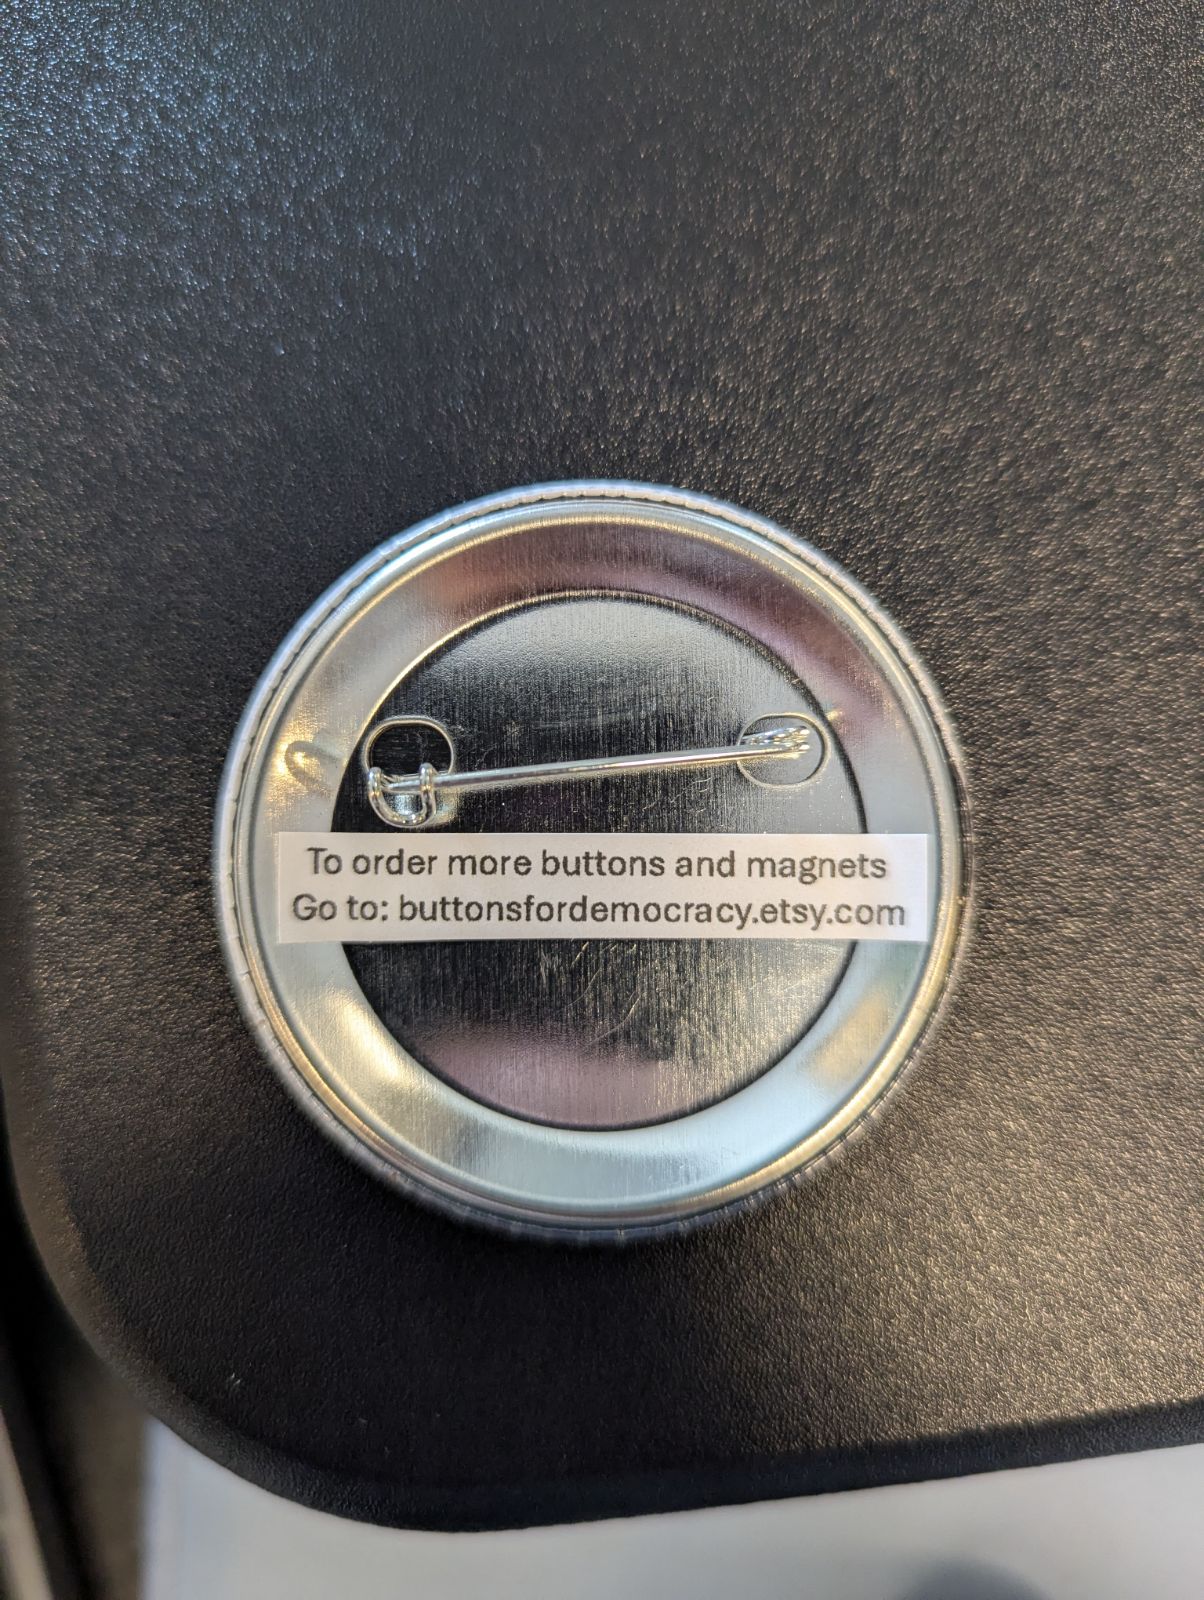 To order more buttons and magnets
Go to: buttonsfordemocracy.etsy.com